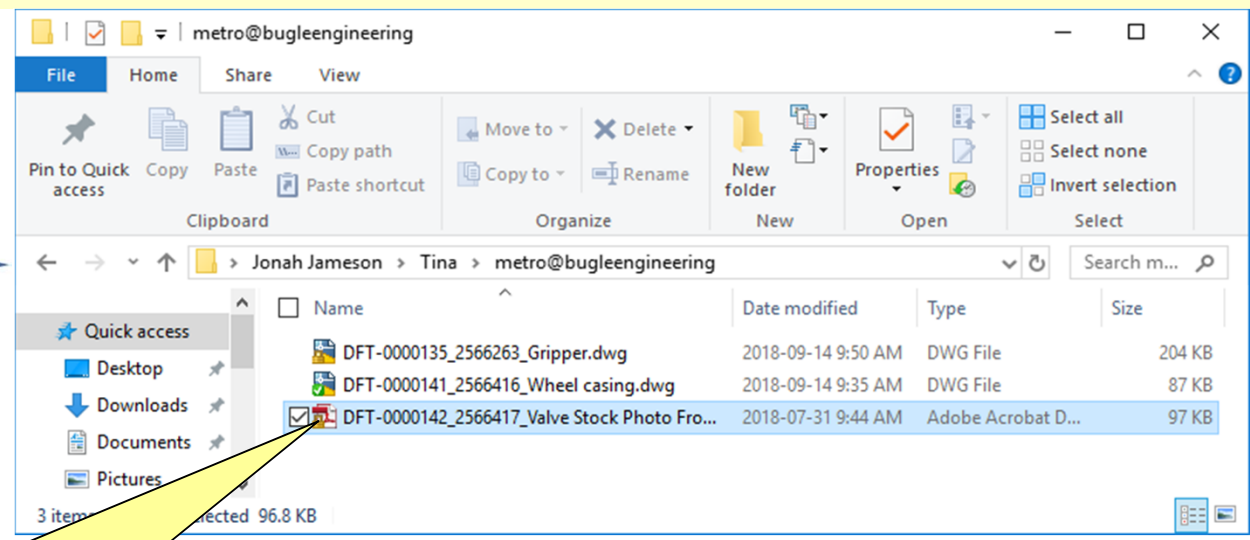 metro@bugleengineering
File Home Share View
Pin to Quick access
Copy
Paste
Cut
Copy path
Paste shortcut
Clipboard
Move to
Copy to
Delete
Rename
Organize
New folder
New
Properties
Open
Select all
Select none
Invert selection
Select
Jonah Jameson > Tina > metro@bugleengineering
Search m...
Quick access
Desktop
Downloads
Documents
Pictures
Name Date modified Type Size
DFT-0000135_2566263_Gripper.dwg 2018-09-14 9:50 AM DWG File 204 KB
DFT-0000141_2566416_Wheel casing.dwg 2018-09-14 9:35 AM DWG File 87 KB
DFT-0000142_2566417_Valve Stock Photo Fro... 2018-07-31 9:44 AM Adobe Acrobat D... 97 KB
3 96.8 KB